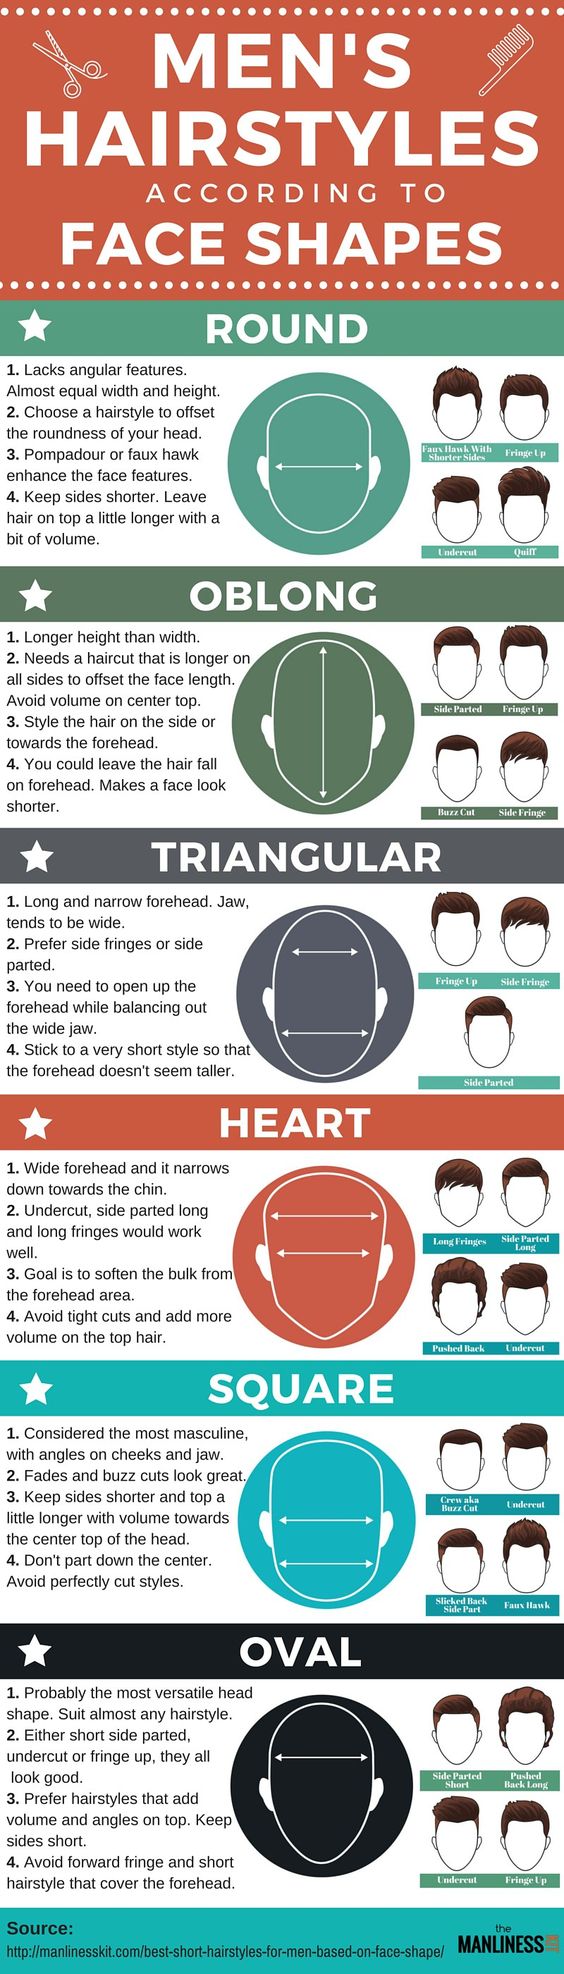 MEN'S
HAIRSTYLES
ACCORDING TO
FACE SHAPES
ROUND
1. Lacks angular features.
Almost equal width and height.
2. Choose a hairstyle to offset
the roundness of your head.
3. Pompadour or faux hawk
enhance the face features.
4. Keep sides shorter. Leave
hair on top a little longer with a
bit of volume.
Faux Hawk With
Shorter Sides
Fringe Up
Undercut
Quiff
OBLONG
1. Longer height than width.
2. Needs a haircut that is longer on
all sides to offset the face length.
Avoid volume on center top.
3. Style the hair on the side or
towards the forehead.
4. You could leave the hair fall
on forehead. Makes a face look
shorter.
Side Parted
Fringe Up
Buzz Cut
Side Fringe
TRIANGULAR
1. Long and narrow forehead. Jaw,
tends to be wide.
2. Prefer side fringes or side
parted.
3. You need to open up the
forehead while balancing out
the wide jaw.
4. Stick to a very short style so that
the forehead doesn't seem taller.
Fringe Up
Side Fringe
Side Parted
HEART
1. Wide forehead and it narrows
down towards the chin.
2. Undercut, side parted long
and long fringes would work
well.
3. Goal is to soften the bulk from
the forehead area.
4. Avoid tight cuts and add more
volume on the top hair.
Long Fringes
Side Parted
Long
Pushed Back
Undercut
SQUARE
1. Considered the most masculine,
with angles on cheeks and jaw.
2. Fades and buzz cuts look great.
3. Keep sides shorter and top a
little longer with volume towards
the center top of the head.
4. Don't part down the center.
Avoid perfectly cut styles.
Crew aka
Buzz Cut
Undercut
Slicked Back
Side Part
Faux Hawk
OVAL
1. Probably the most versatile head
shape. Suit almost any hairstyle.
2. Either short side parted,
undercut or fringe up, they all
look good.
3. Prefer hairstyles that add
volume and angles on top. Keep
sides short.
4. Avoid forward fringe and short
hairstyle that cover the forehead.
Side Parted
Short
Pushed
Back Long
Undercut
Fringe Up
Source:
http://manlinesskit.com/best-short-hairstyles-for-men-based-on-face-shape/
the
MANLINESS